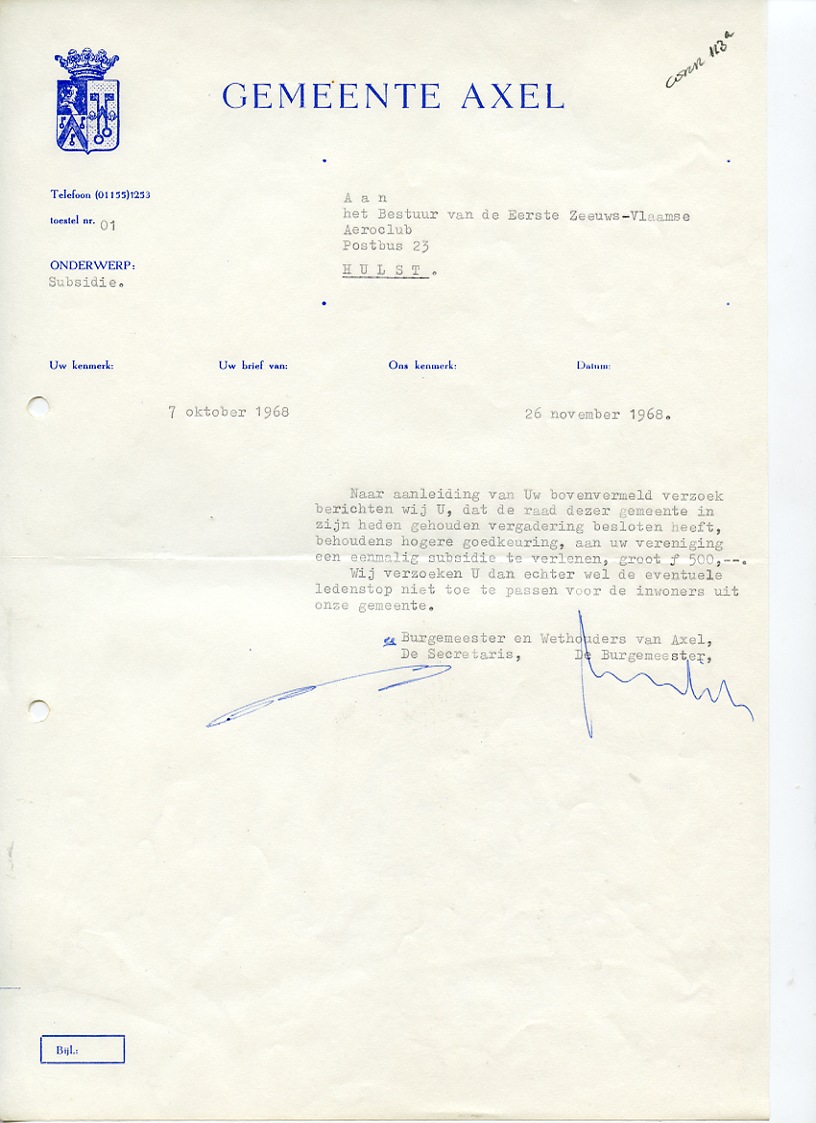 GEMEENTE AXEL
Telefoon (01155)1253
toestel nr. 01
ONDERWERP:
Subsidie.
A a n
het Bestuur van de Eerste Zeeuws-Vlaamse
Aeroclub
Postbus 23
H U L S T .
Uw kenmerk: Uw brief van: Ons kenmerk: Datum:
7 oktober 1968 26 november 1968.
Naar aanleiding van Uw bovenvermeld verzoek
berichten wij U, dat de raad dezer gemeente in
zijn heden gehouden vergadering besloten heeft,
behoudens hogere goedkeuring, aan uw vereniging
een eenmalig subsidie te verlenen, groot ƒ 500,--.
Wij verzoeken U dan echter wel de eventuele
ledenstop niet toe te passen voor de inwoners uit
onze gemeente.
Burgemeester en Wethouders van Axel,
De Secretaris, De Burgemeester,
Bijl.: